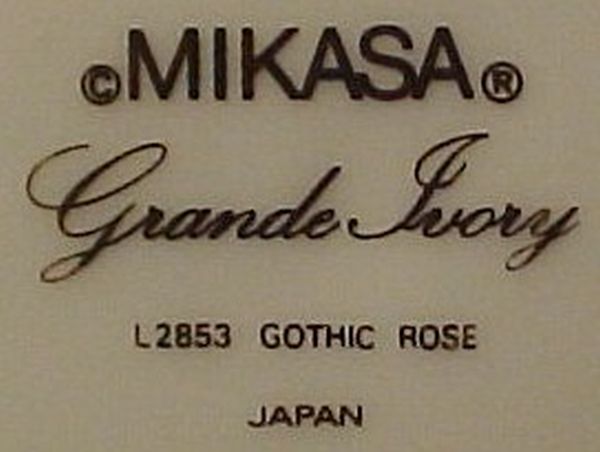 ©MIKASA®
Grande Ivory
L2853 GOTHIC ROSE
JAPAN